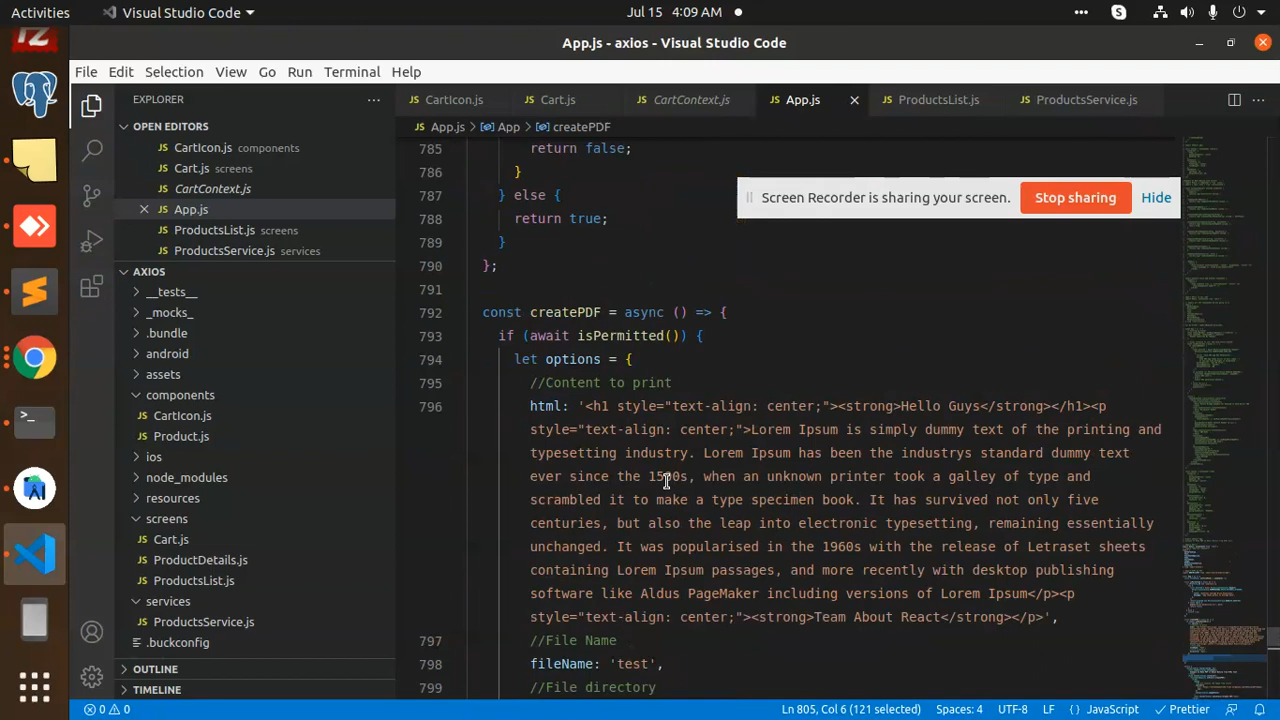 Activities
Visual Studio Code
Jul 15 4:09 AM
App.js - axios - Visual Studio Code
File Edit Selection View Go Run Terminal Help
EXPLORER
CartIcon.js
Cart.js
CartContext.js
App.js
ProductsList.js
ProductsService.js
App.js > App > createPDF
OPEN EDITORS
CartIcon.js components
Cart.js screens
CartContext.js
App.js
ProductsList.js screens
ProductsService.js services
AXIOS
__tests__
_mocks_
.bundle
android
assets
components
CartIcon.js
Product.js
ios
node_modules
resources
screens
Cart.js
ProductDetails.js
ProductsList.js
services
ProductsService.js
.buckconfig
OUTLINE
TIMELINE
785 return false;
786 }
787 else {
788 return true;
789 }
790 };
791
792 const createPDF = async () => {
793 if (await isPermitted()) {
794 let options = {
795 //Content to print
796 html: '<h1 style="text-align: center;"><strong>Hello Guys</strong></h1><p
style="text-align: center;">Lorem Ipsum is simply dummy text of the printing and
typesetting industry. Lorem Ipsum has been the industrys standard dummy text
ever since the 1500s, when an unknown printer took a galley of type and
scrambled it to make a type specimen book. It has survived not only five
centuries, but also the leap into electronic typesetting, remaining essentially
unchanged. It was popularised in the 1960s with the release of Letraset sheets
containing Lorem Ipsum passages, and more recently with desktop publishing
software like Aldus PageMaker including versions of Lorem Ipsum</p><p
style="text-align: center;"><strong>Team About React</strong></p>',
797 //File Name
798 fileName: 'test',
799 //File directory
Screen Recorder is sharing your screen.
Stop sharing
Hide
0 0
Ln 805, Col 6 (121 selected)
Spaces: 4
UTF-8
LF
{ } JavaScript
Prettier